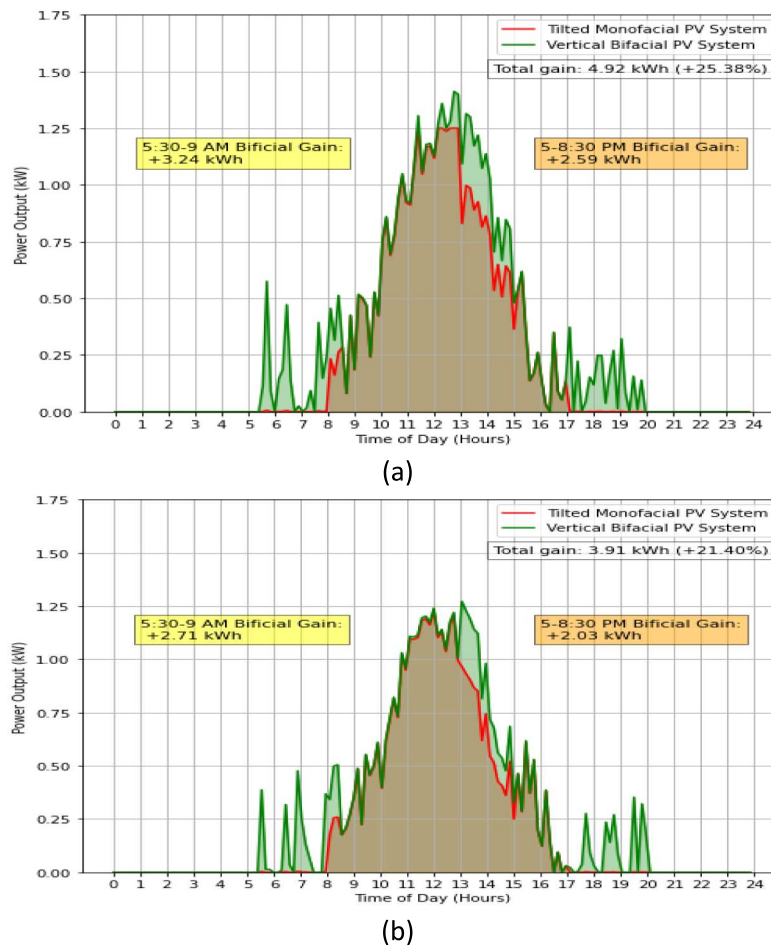 1.75
Tilted Monofacial PV System
Vertical Bifacial PV System
1.50
Total gain: 4.92 kWh (+25.38%)
1.25
5:30-9 AM Bificial Gain:
+3.24 kWh
5-8:30 PM Bificial Gain:
+2.59 kWh
1.00
Power Output (kW)
0.75
0.50
0.25
0.00
0 1 2 3 4 5 6 7 8 9 10 11 12 13 14 15 16 17 18 19 20 21 22 23 24
Time of Day (Hours)
(a)
1.75
Tilted Monofacial PV System
Vertical Bifacial PV System
1.50
Total gain: 3.91 kWh (+21.40%)
1.25
5:30-9 AM Bificial Gain:
+2.71 kWh
5-8:30 PM Bificial Gain:
+2.03 kWh
1.00
Power Output (kW)
0.75
0.50
0.25
0.00
0 1 2 3 4 5 6 7 8 9 10 11 12 13 14 15 16 17 18 19 20 21 22 23 24
Time of Day (Hours)
(b)